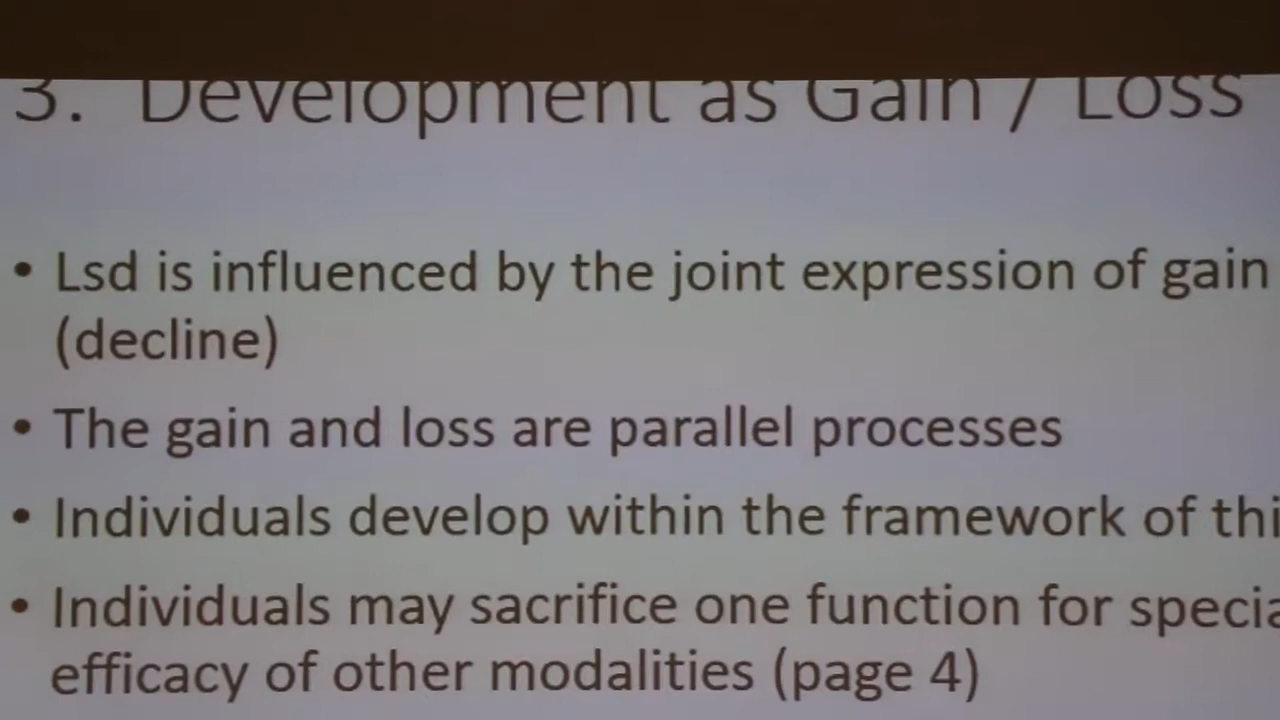 3. Development as Gain / Loss
• Lsd is influenced by the joint expression of gain
(decline)
• The gain and loss are parallel processes
• Individuals develop within the framework of
• Individuals may sacrifice one function for
efficacy of other modalities (page 4)